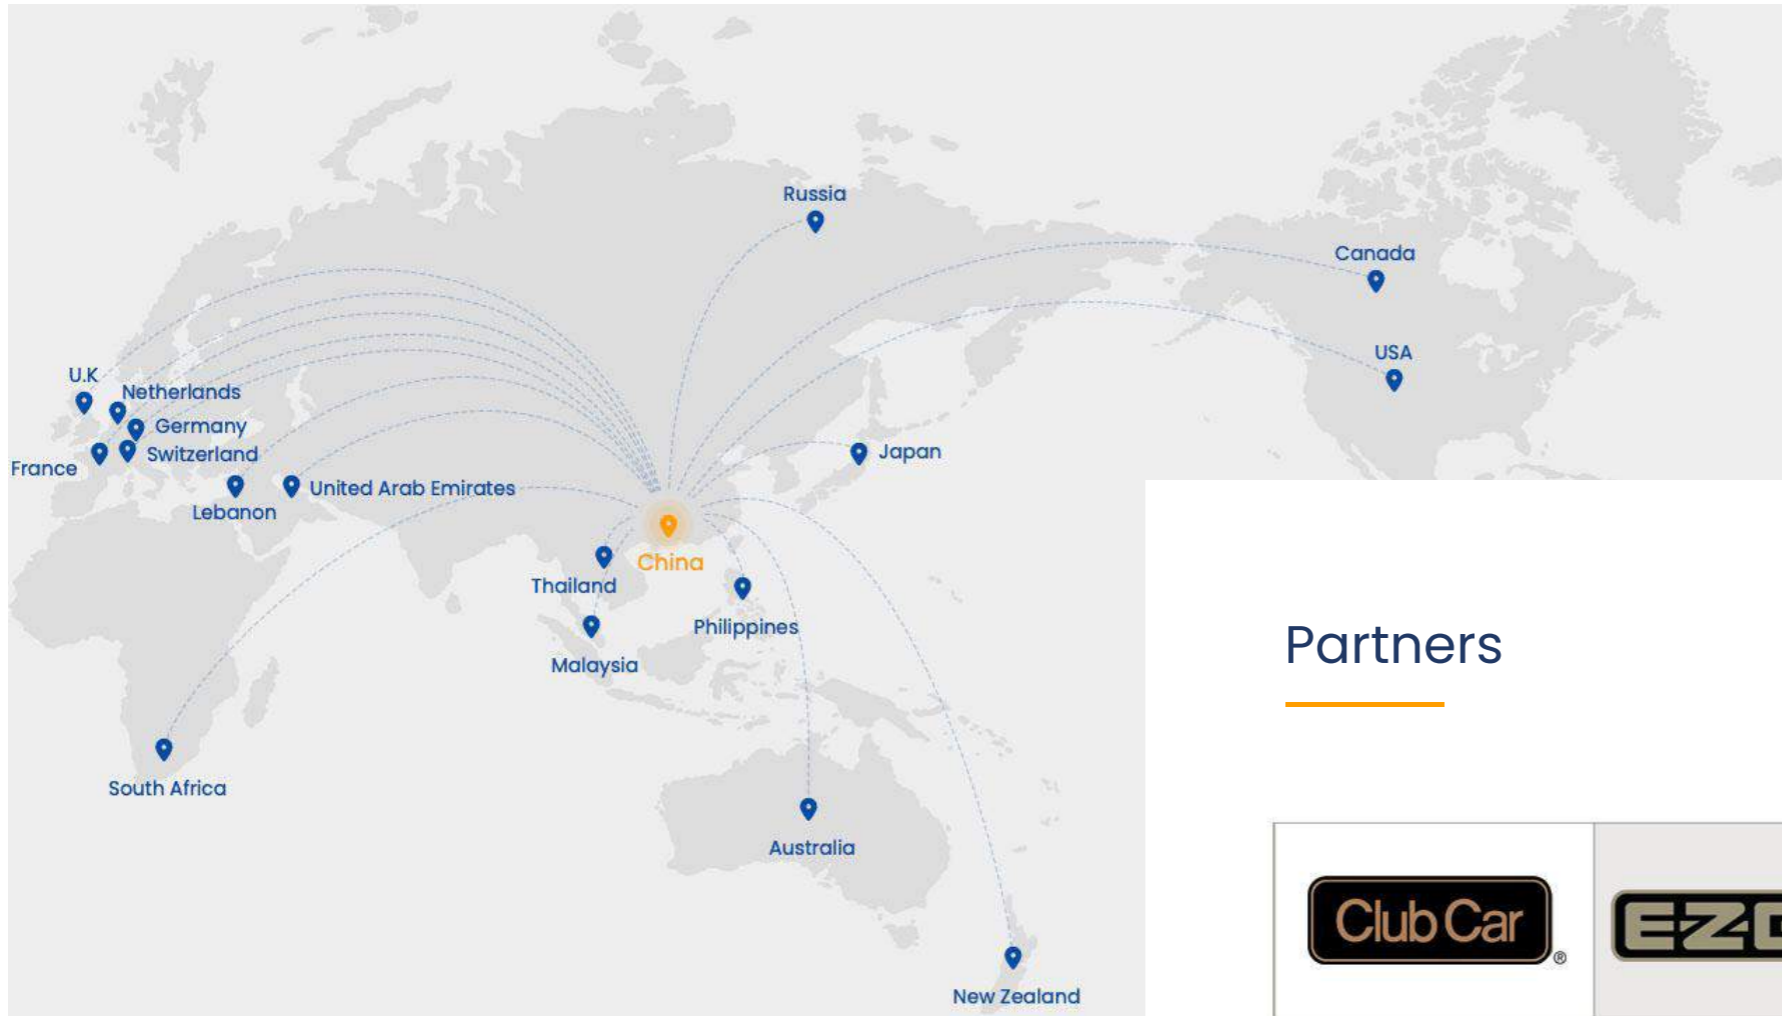 Russia
Canada
USA
U.K
Netherlands
Germany
Switzerland
France
Japan
United Arab Emirates
Lebanon
China
Thailand
Philippines
Malaysia
South Africa
Australia
New Zealand
Partners
Club Car
®